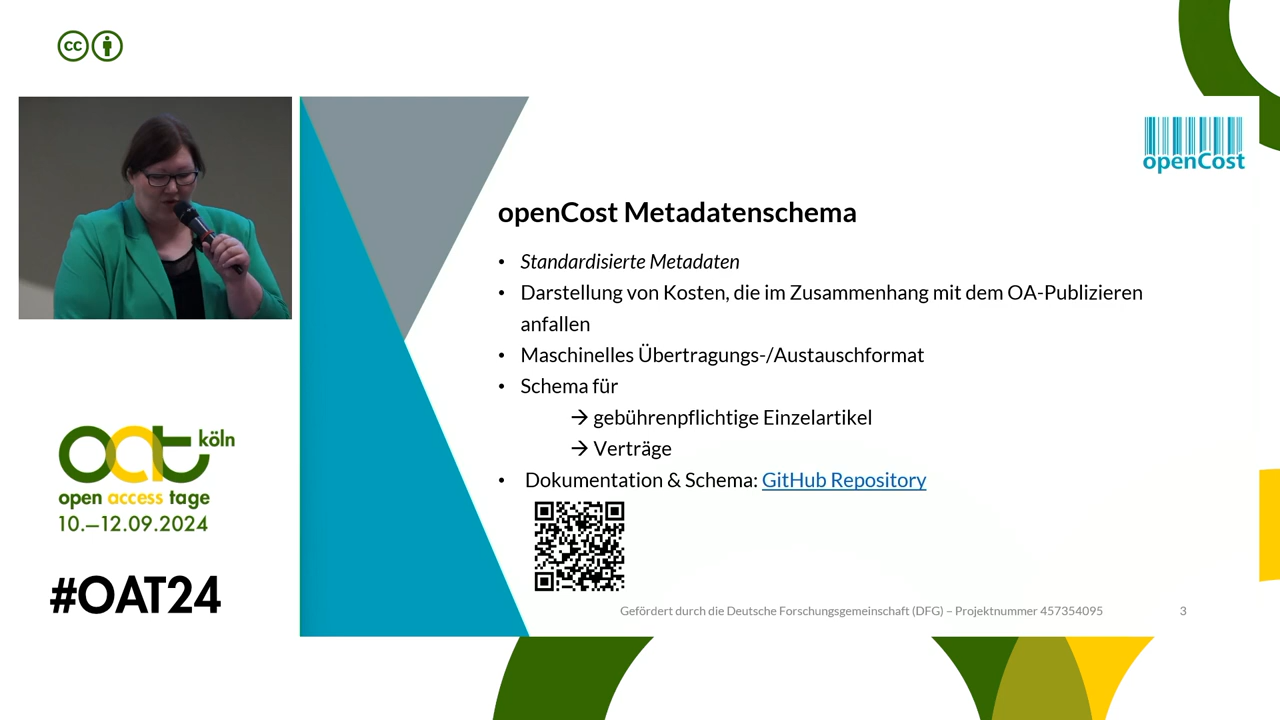 cc
openCost
openCost Metadatenschema
• Standardisierte Metadaten
• Darstellung von Kosten, die im Zusammenhang mit dem OA-Publizieren
anfallen
• Maschinelles Übertragungs-/Austauschformat
• Schema für
→ gebührenpflichtige Einzelartikel
→ Verträge
• Dokumentation & Schema: GitHub Repository
Gefördert durch die Deutsche Forschungsgemeinschaft (DFG) – Projektnummer 457354095
3
oat köln
open access tage
10.–12.09.2024
#OAT24